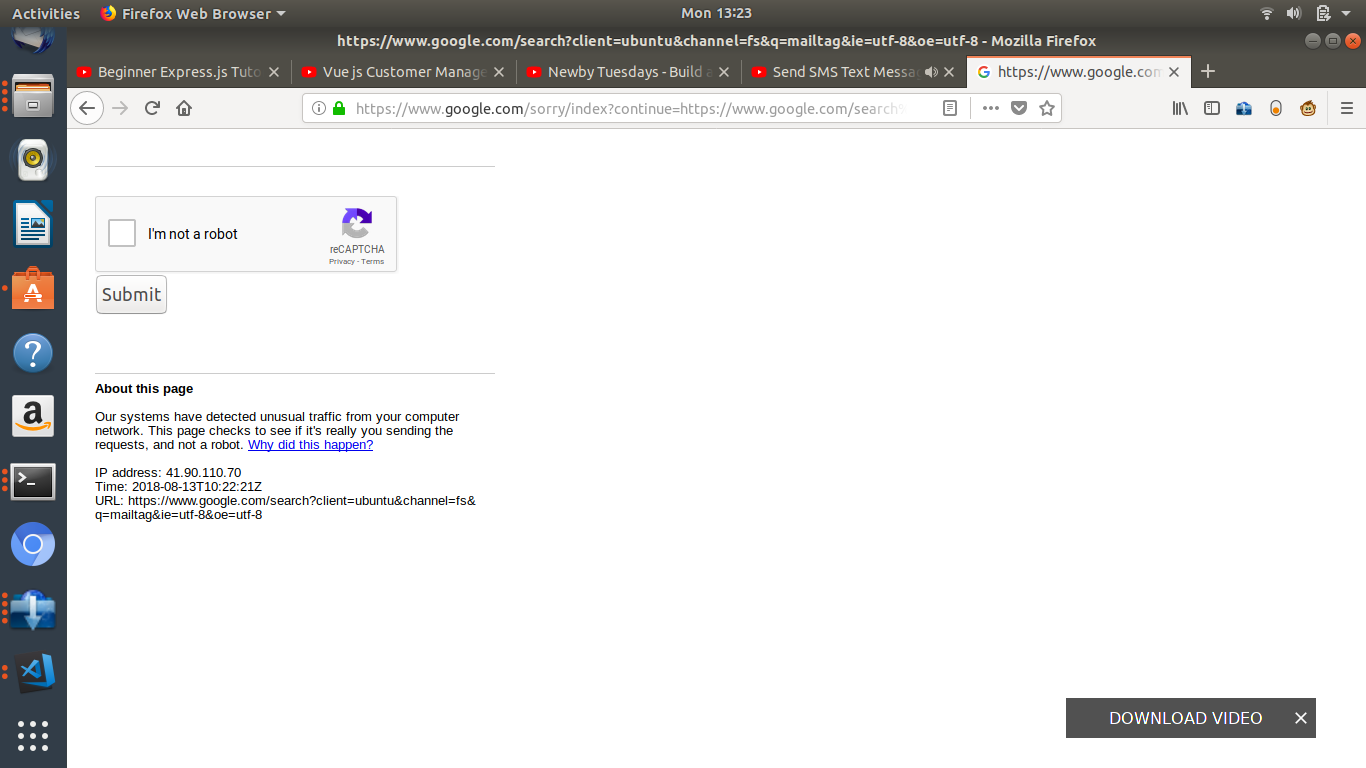 Activities Firefox Web Browser Mon 13:23
https://www.google.com/search?client=ubuntu&channel=fs&q=mailtag&ie=utf-8&oe=utf-8 - Mozilla Firefox
Beginner Express.js Tuto Vue js Customer Manage Newby Tuesdays - Build a Send SMS Text Messag https://www.google.com
https://www.google.com/sorry/index?continue=https://www.google.com/search
I'm not a robot
reCAPTCHA
Privacy - Terms
Submit
About this page
Our systems have detected unusual traffic from your computer
network. This page checks to see if it's really you sending the
requests, and not a robot. Why did this happen?
IP address: 41.90.110.70
Time: 2018-08-13T10:22:21Z
URL: https://www.google.com/search?client=ubuntu&channel=fs&
q=mailtag&ie=utf-8&oe=utf-8
DOWNLOAD VIDEO